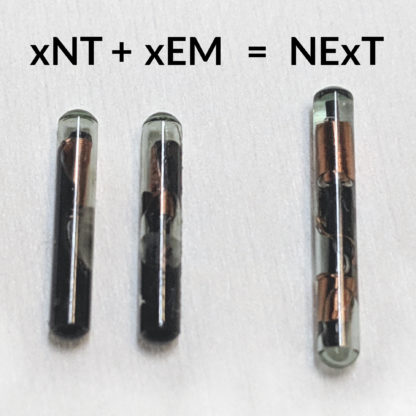 xNT + xEM = NExT